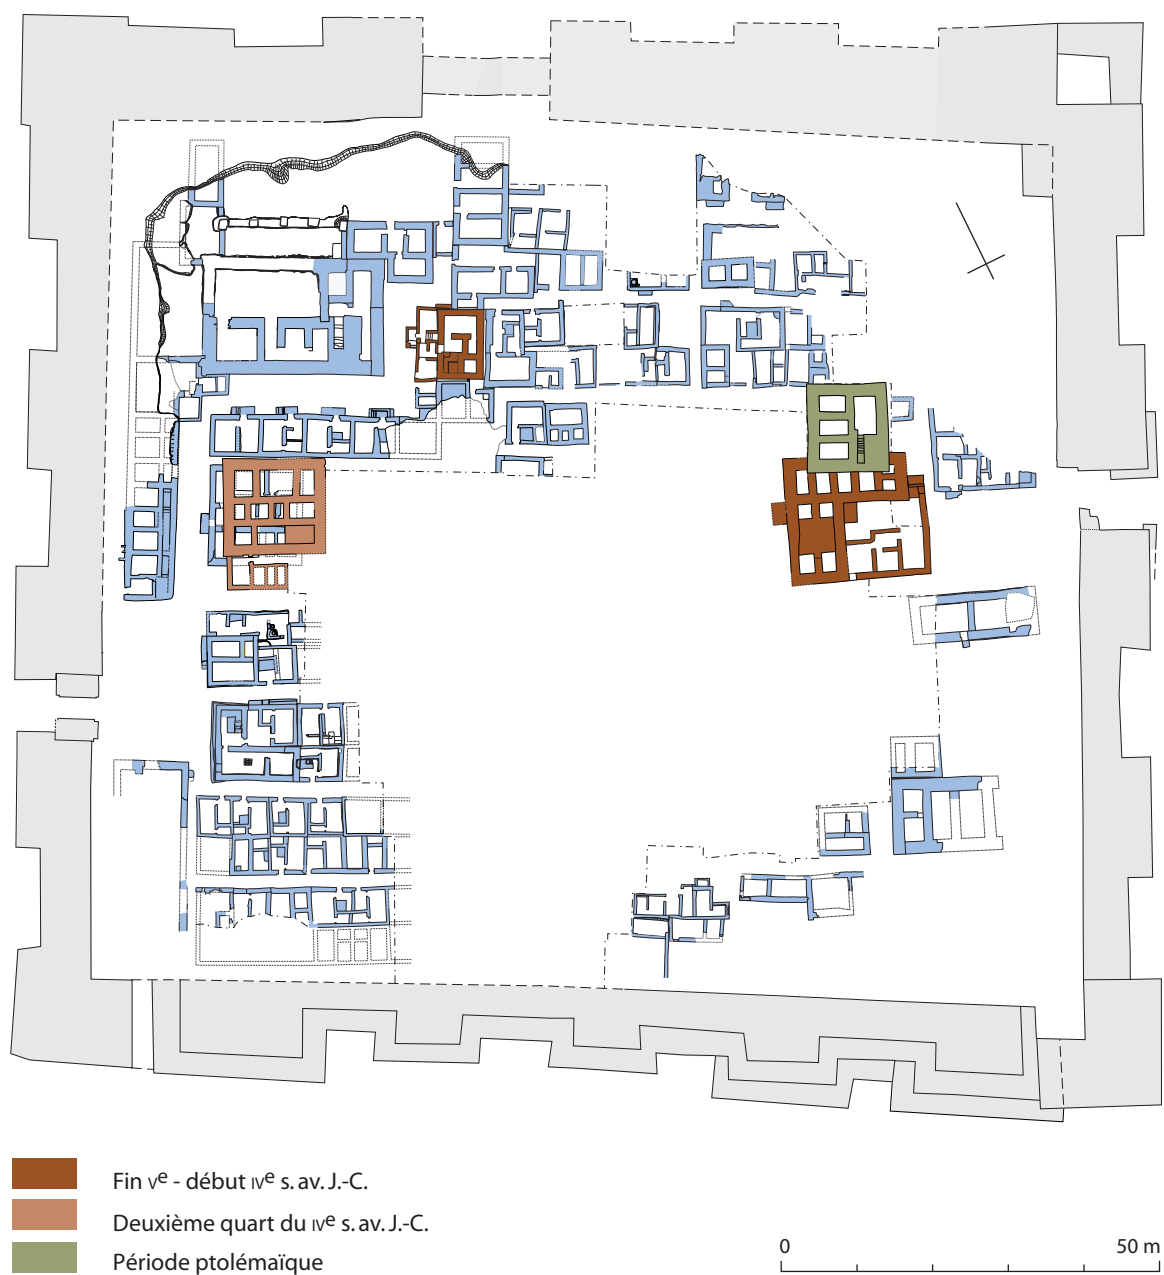 Fin Ve - début IVe s. av. J.-C.
Deuxième quart du IVe s. av. J.-C.
Période ptolémaïque
0 50 m